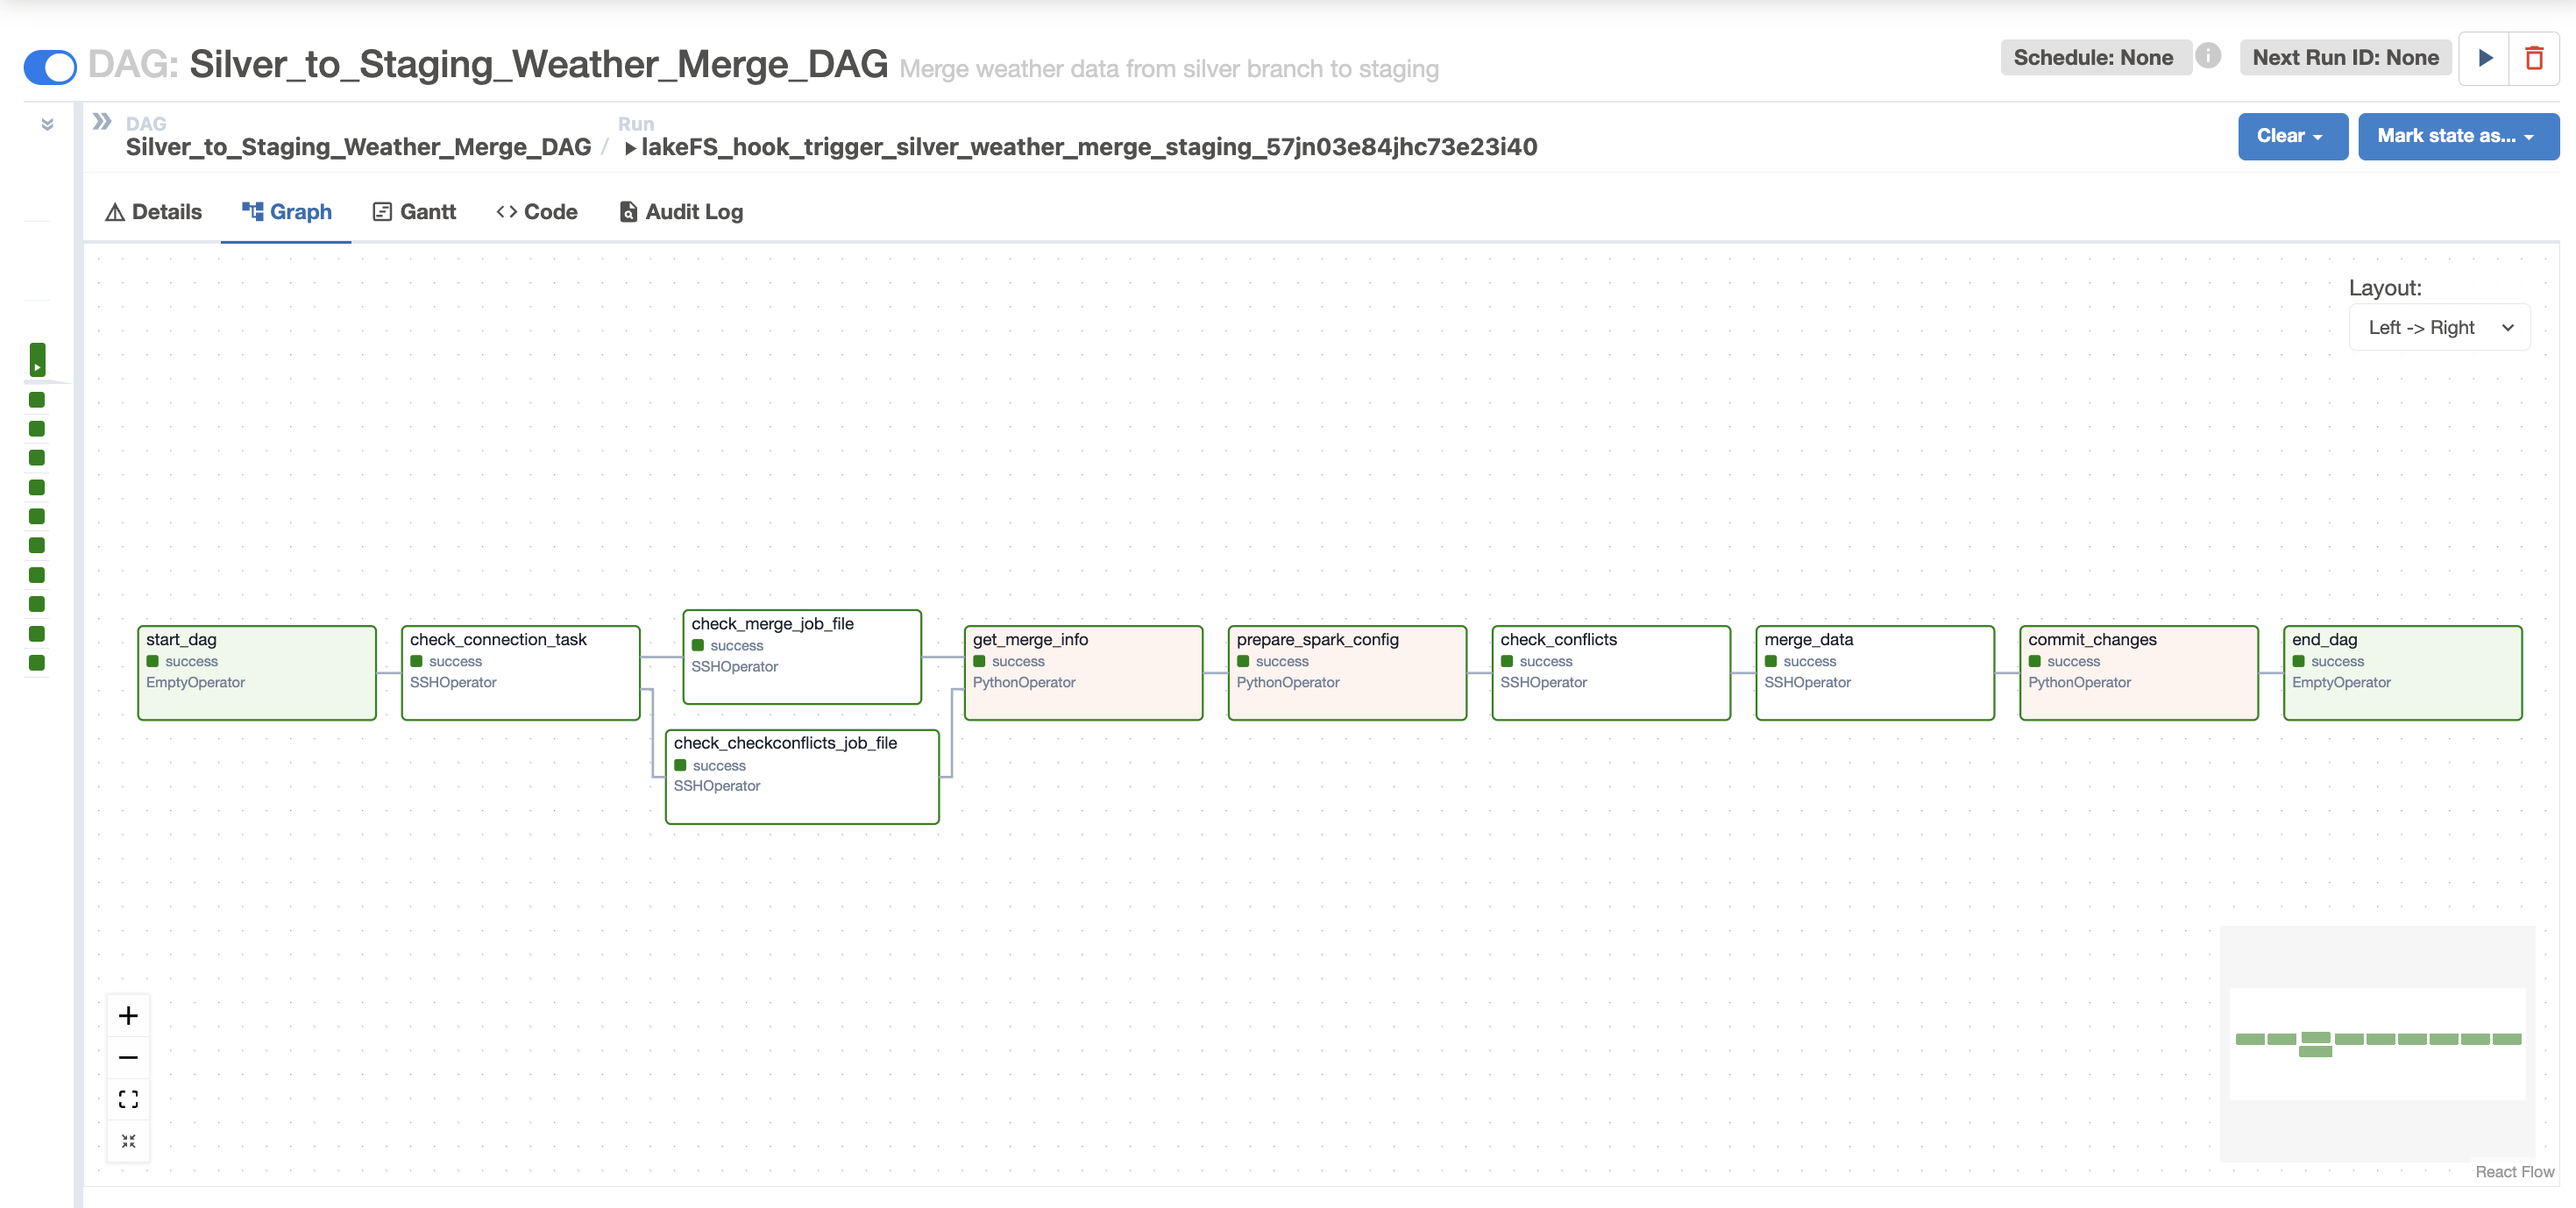 DAG: Silver_to_Staging_Weather_Merge_DAG Merge weather data from silver branch to staging
Schedule: None
Next Run ID: None
DAG
Silver_to_Staging_Weather_Merge_DAG
/
Run
lakeFS_hook_trigger_silver_weather_merge_staging_57jn03e84jhc73e23i40
Clear
Mark state as...
Details
Graph
Gantt
Code
Audit Log
Layout:
Left -> Right
start_dag
success
EmptyOperator
check_connection_task
success
SSHOperator
check_merge_job_file
success
SSHOperator
check_checkconflicts_job_file
success
SSHOperator
get_merge_info
success
PythonOperator
prepare_spark_config
success
PythonOperator
check_conflicts
success
SSHOperator
merge_data
success
SSHOperator
commit_changes
success
PythonOperator
end_dag
success
EmptyOperator
React Flow